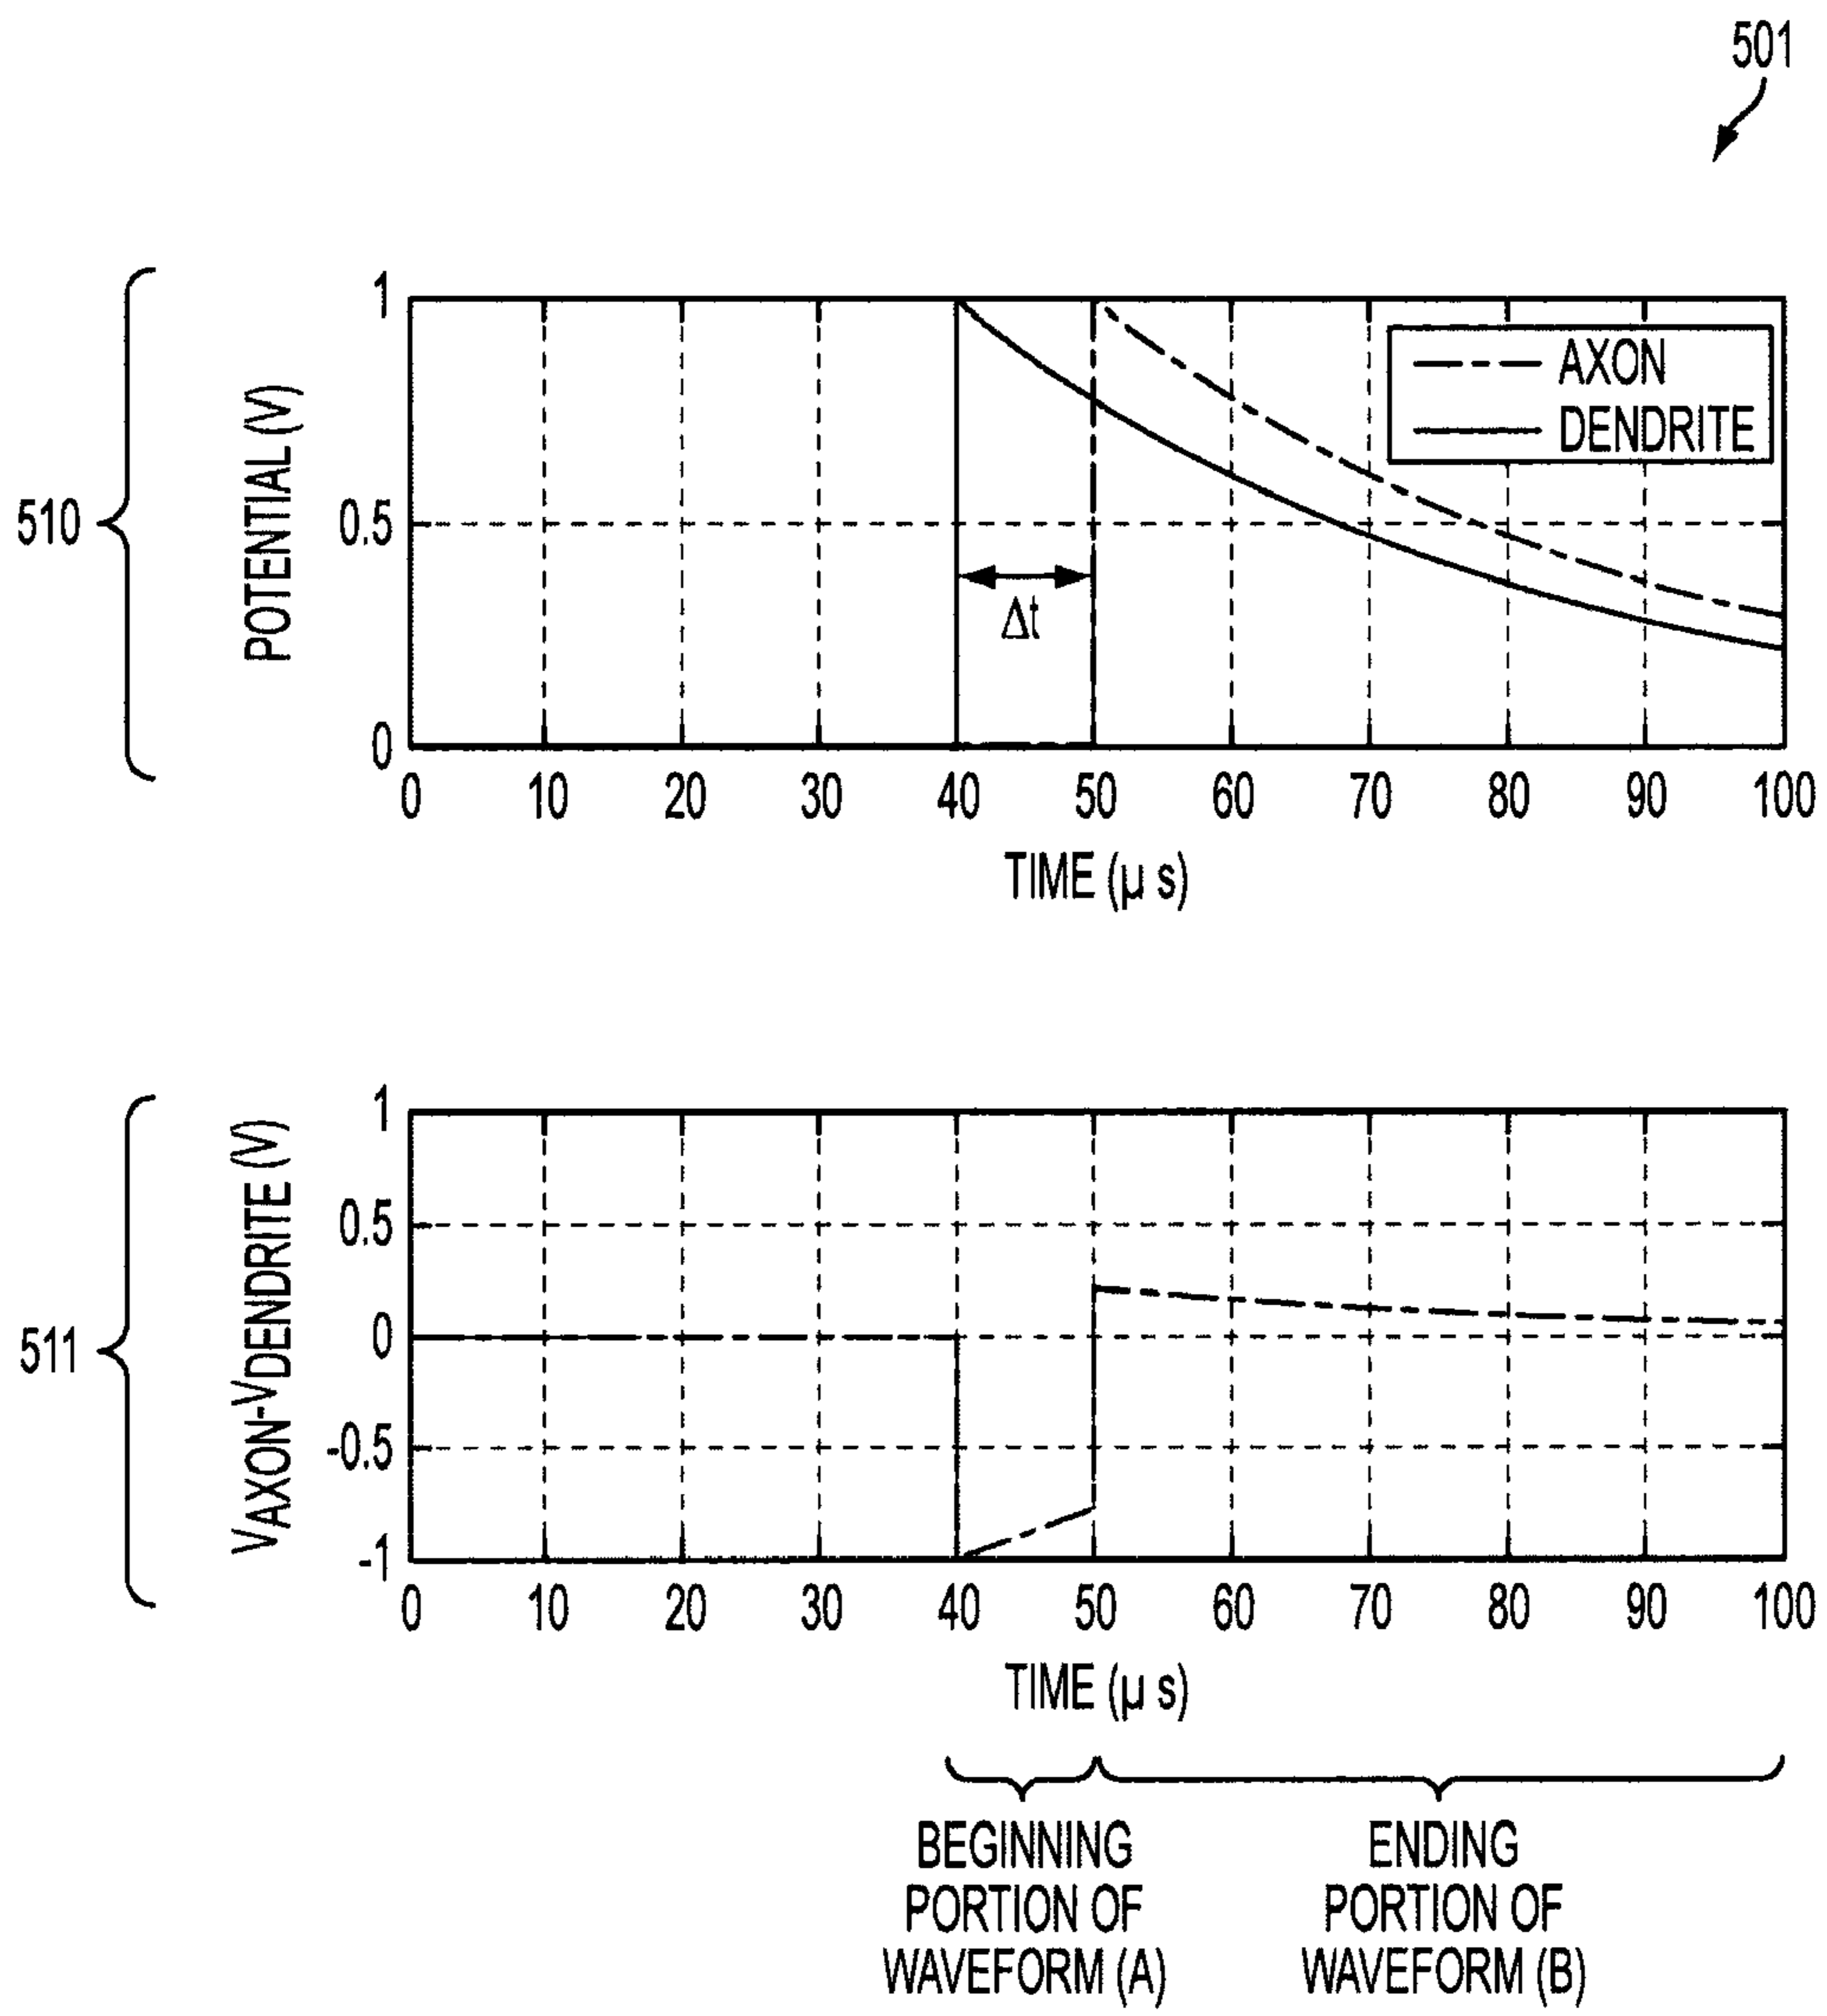 501
510
POTENTIAL (V)
1
0.5
0
AXON
DENDRITE
Δt
0 10 20 30 40 50 60 70 80 90 100
TIME (μ s)
511
VAXON-VDENDRITE (V)
1
0.5
0
-0.5
-1
0 10 20 30 40 50 60 70 80 90 100
TIME (μ s)
BEGINNING
PORTION OF
WAVEFORM (A)
ENDING
PORTION OF
WAVEFORM (B)